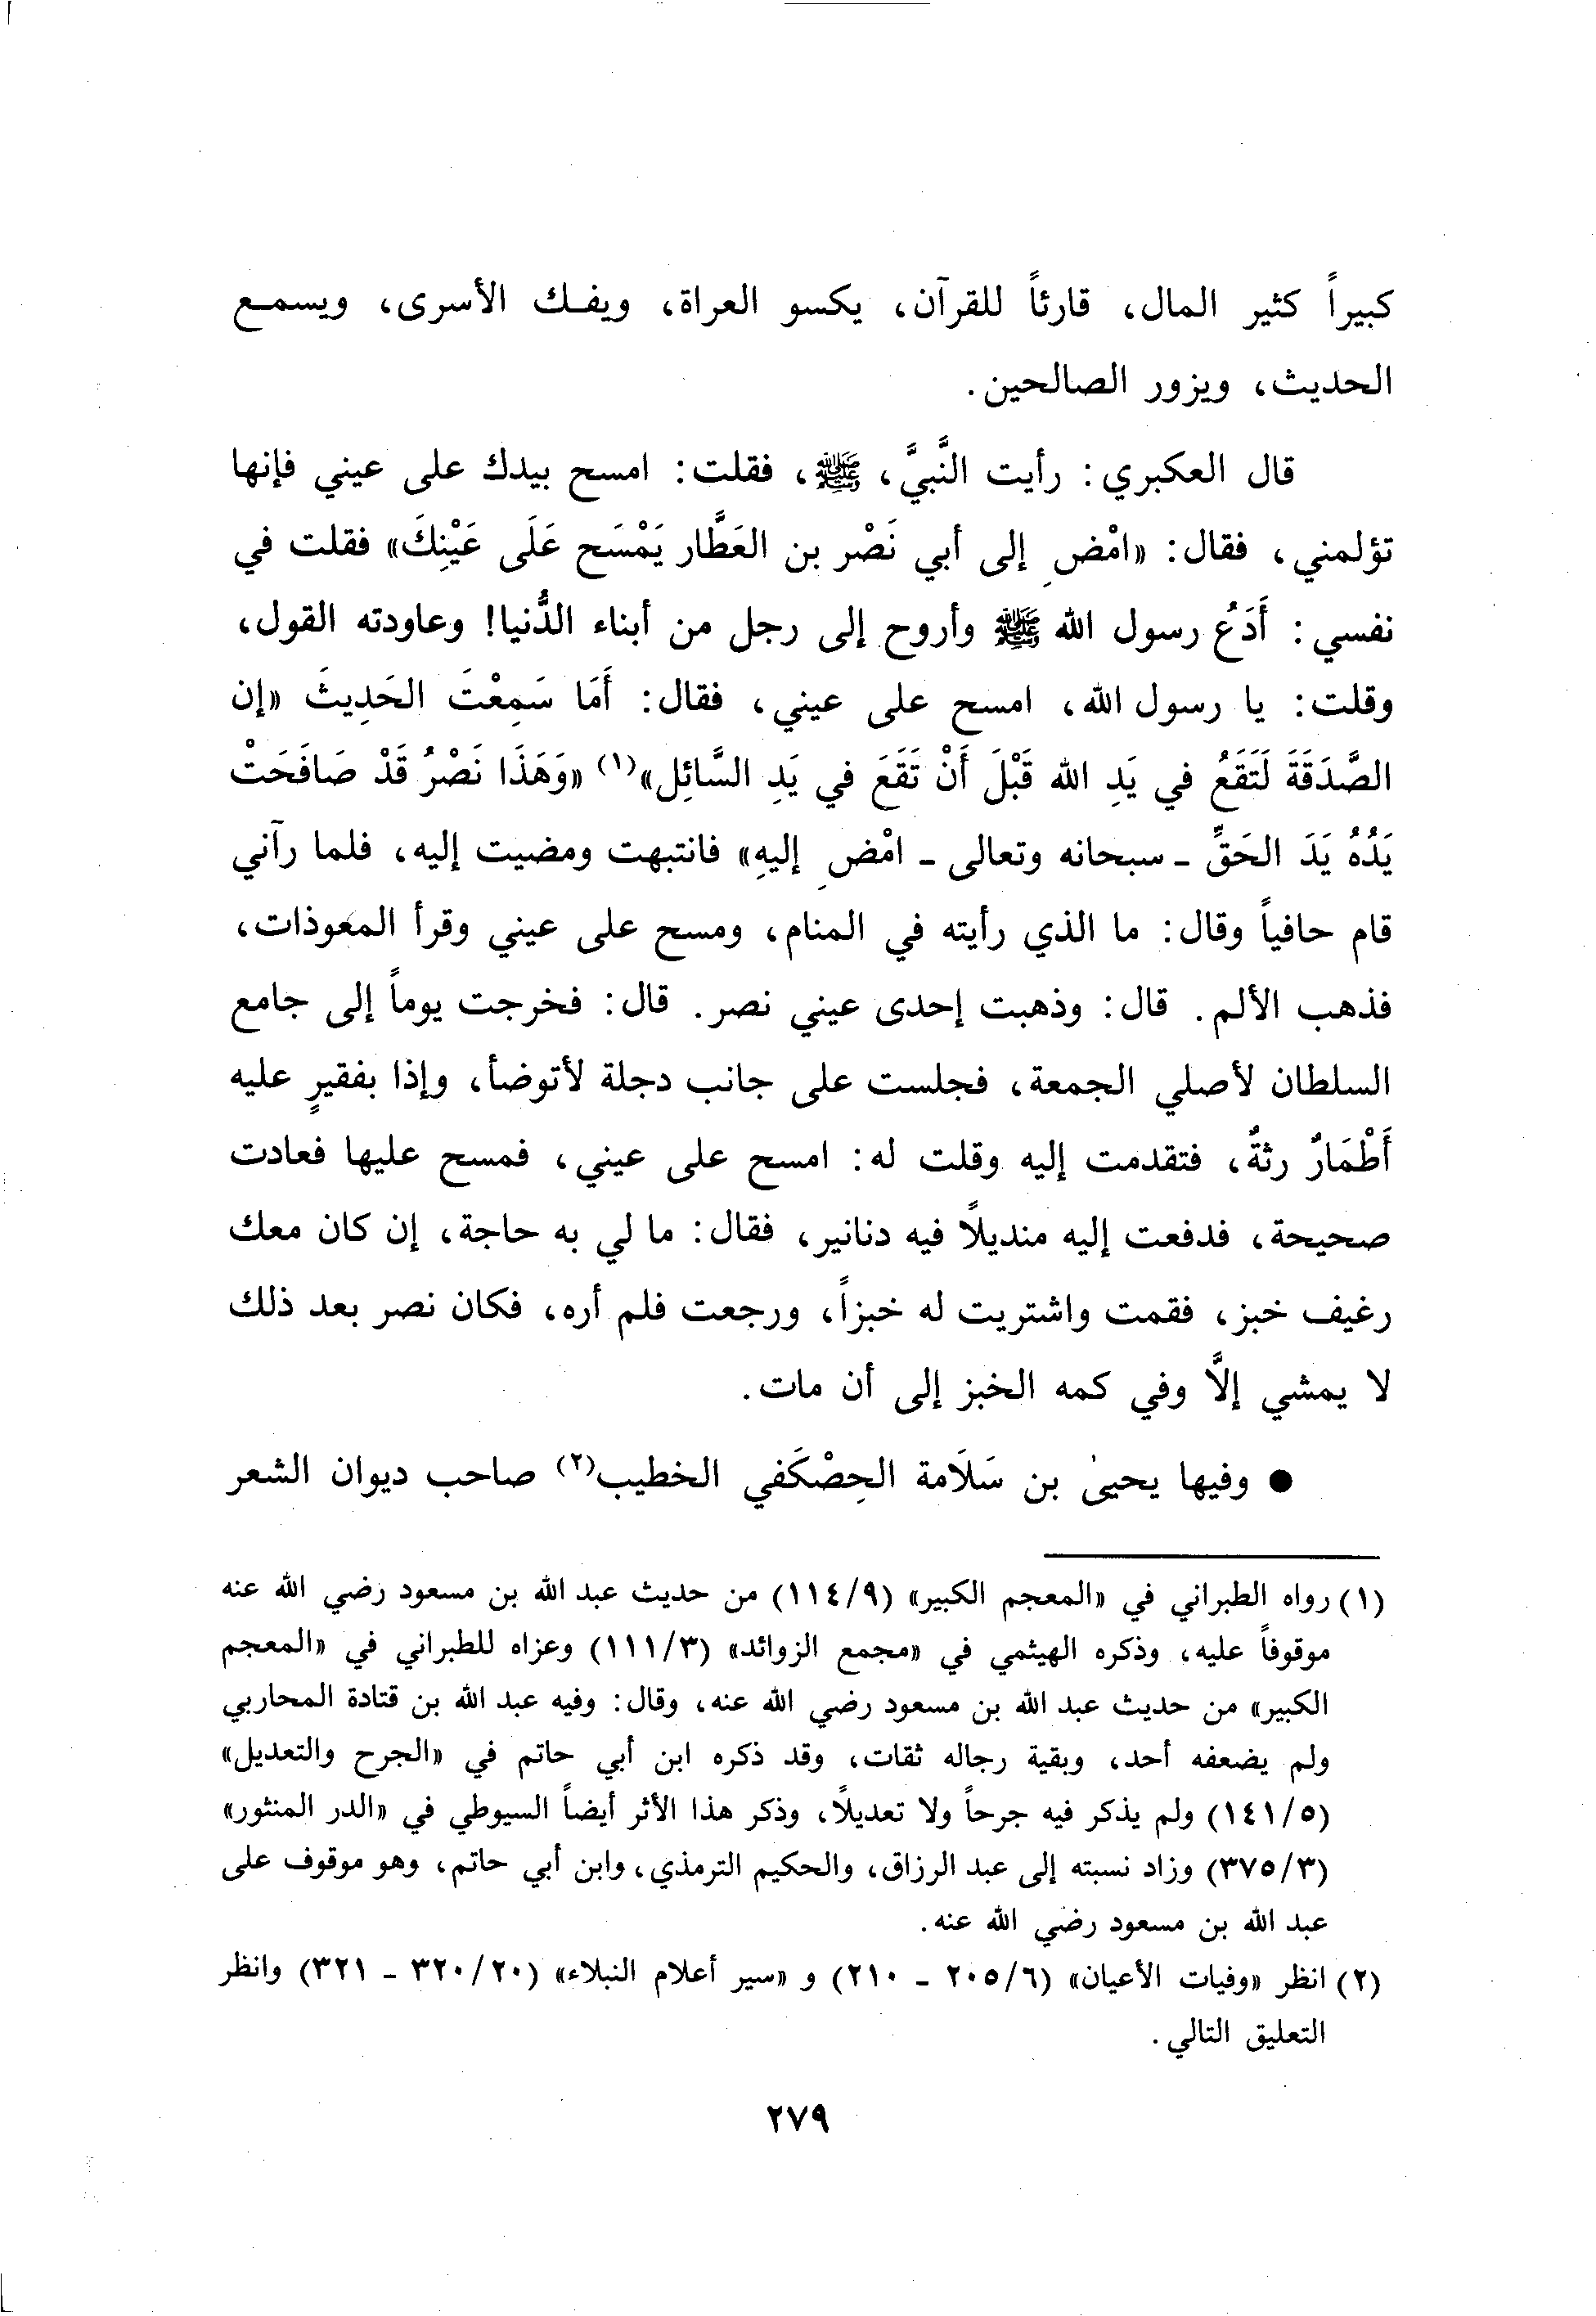 كبيراً كثير المال، قارئاً للقرآن، يكسو العراة، ويفـك الأسرى، ويسمـع
الحديث، ويزور الصالحين.
قال العكبري: رأيت النَّبيَّ، ﷺ، فقلت: امسح بيدك على عيني فإنها
تؤلمني، فقال: «امْضِ إلى أبي نَصْر بن العَطَّار يَمْسَح عَلَى عَيْنِكَ» فقلت في
نفسي: أَدَعُ رسول الله ﷺ وأروح إلى رجل من أبناء الدُّنيا! وعاودته القول،
وقلت: يا رسول الله، امسح على عيني، فقال: أَمَا سَمِعْتَ الحَدِيثَ «إن
الصَّدَقَةَ لَتَقَعُ في يَدِ الله قَبْلَ أَنْ تَقَعَ في يَدِ السَّائِل»(١) «وَهَذَا نَصْرُ قَدْ صَافَحَتْ
يَدُهُ يَدَ الحَقِّ ـ سبحانه وتعالى ـ امْضِ إليهِ» فانتبهت ومضيت إليه، فلما رآني
قام حافياً وقال: ما الذي رأيته في المنام، ومسح على عيني وقرأ المعوذات،
فذهب الألم. قال: وذهبت إحدى عيني نصر. قال: فخرجت يوماً إلى جامع
السلطان لأصلي الجمعة، فجلست على جانب دجلة لأتوضأ، وإذا بفقيرٍ عليه
أَطْمَارٌ رثةٌ، فتقدمت إليه وقلت له: امسح على عيني، فمسح عليها فعادت
صحيحة، فدفعت إليه منديلاً فيه دنانير، فقال: ما لي به حاجة، إن كان معك
رغيف خبز، فقمت واشتريت له خبزاً، ورجعت فلم أره، فكان نصر بعد ذلك
لا يمشي إلَّا وفي كمه الخبز إلى أن مات.
● وفيها يحيىٰ بن سَلَامة الحِصْكَفي الخطيب(٢) صاحب ديوان الشعر
(١) رواه الطبراني في «المعجم الكبير» (١١٤/٩) من حديث عبد الله بن مسعود رضي الله عنه
موقوفاً عليه، وذكره الهيثمي في «مجمع الزوائد» (١١١/٣) وعزاه للطبراني في «المعجم
الكبير» من حديث عبد الله بن مسعود رضي الله عنه، وقال: وفيه عبد الله بن قتادة المحاربي
ولم يضعفه أحد، وبقية رجاله ثقات، وقد ذكره ابن أبي حاتم في «الجرح والتعديل»
(١٤١/٥) ولم يذكر فيه جرحاً ولا تعديلاً، وذكر هذا الأثر أيضاً السيوطي في «الدر المنثور»
(٣٧٥/٣) وزاد نسبته إلى عبد الرزاق، والحكيم الترمذي، وابن أبي حاتم، وهو موقوف على
عبد الله بن مسعود رضي الله عنه.
(٢) انظر «وفيات الأعيان» (٢٠٥/٦ ـ ٢١٠) و «سير أعلام النبلاء» (٣٢٠/٢٠ ـ ٣٢١) وانظر
التعليق التالي.
٢٧٩